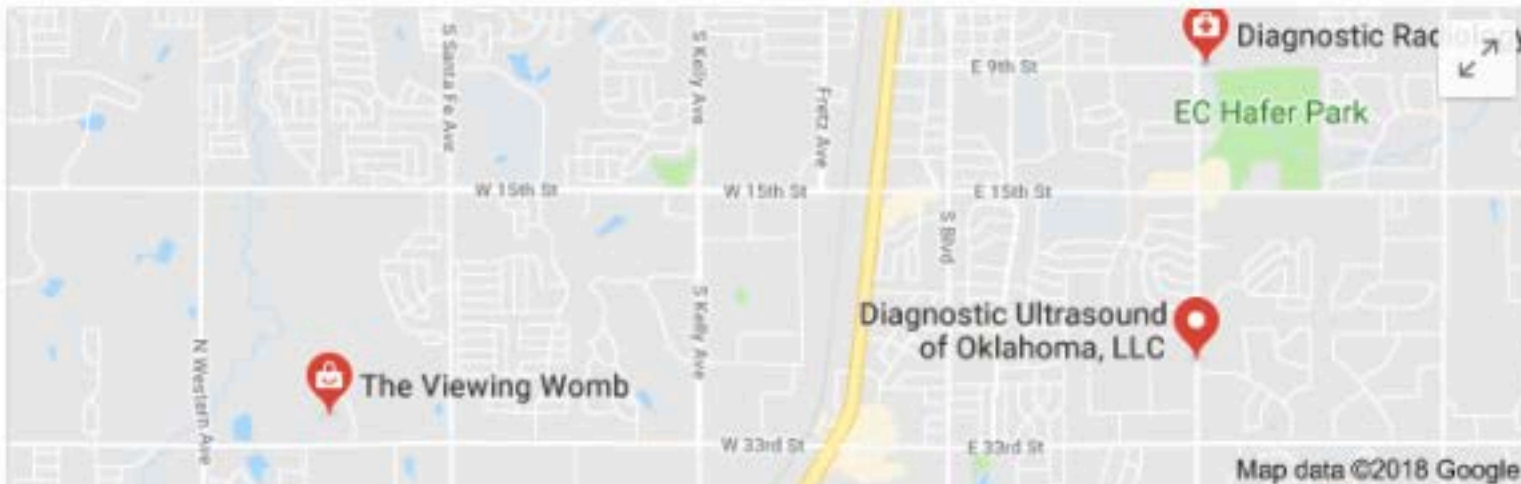 Diagnostic Radiology
E 9th St
EC Hafer Park
S Santa Fe Ave
S Kelly Ave
Fretz Ave
W 15th St
W 15th St
E 15th St
S Blvd
Diagnostic Ultrasound
of Oklahoma, LLC
S Kelly Ave
N Western Ave
The Viewing Womb
W 33rd St
E 33rd St
Map data ©2018 Google